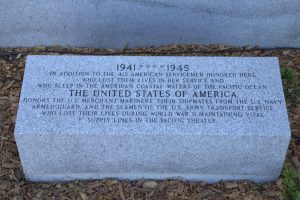 1941 **** 1945
IN ADDITION TO THE 413 AMERICAN SERVICEMEN HONORED HERE
WHO LOST THEIR LIVES IN HER SERVICE AND
WHO SLEEP IN THE AMERICAN COASTAL WATERS OF THE PACIFIC OCEAN
THE UNITED STATES OF AMERICA
HONORS THE U.S. MERCHANT MARINERS, THEIR SHIPMATES FROM THE U.S. NAVY
ARMED GUARD, AND THE SEAMEN OF THE U.S. ARMY TRANSPORT SERVICE
WHO LOST THEIR LIVES DURING WORLD WAR II MAINTAINING VITAL
SUPPLY LINES IN THE PACIFIC THEATER